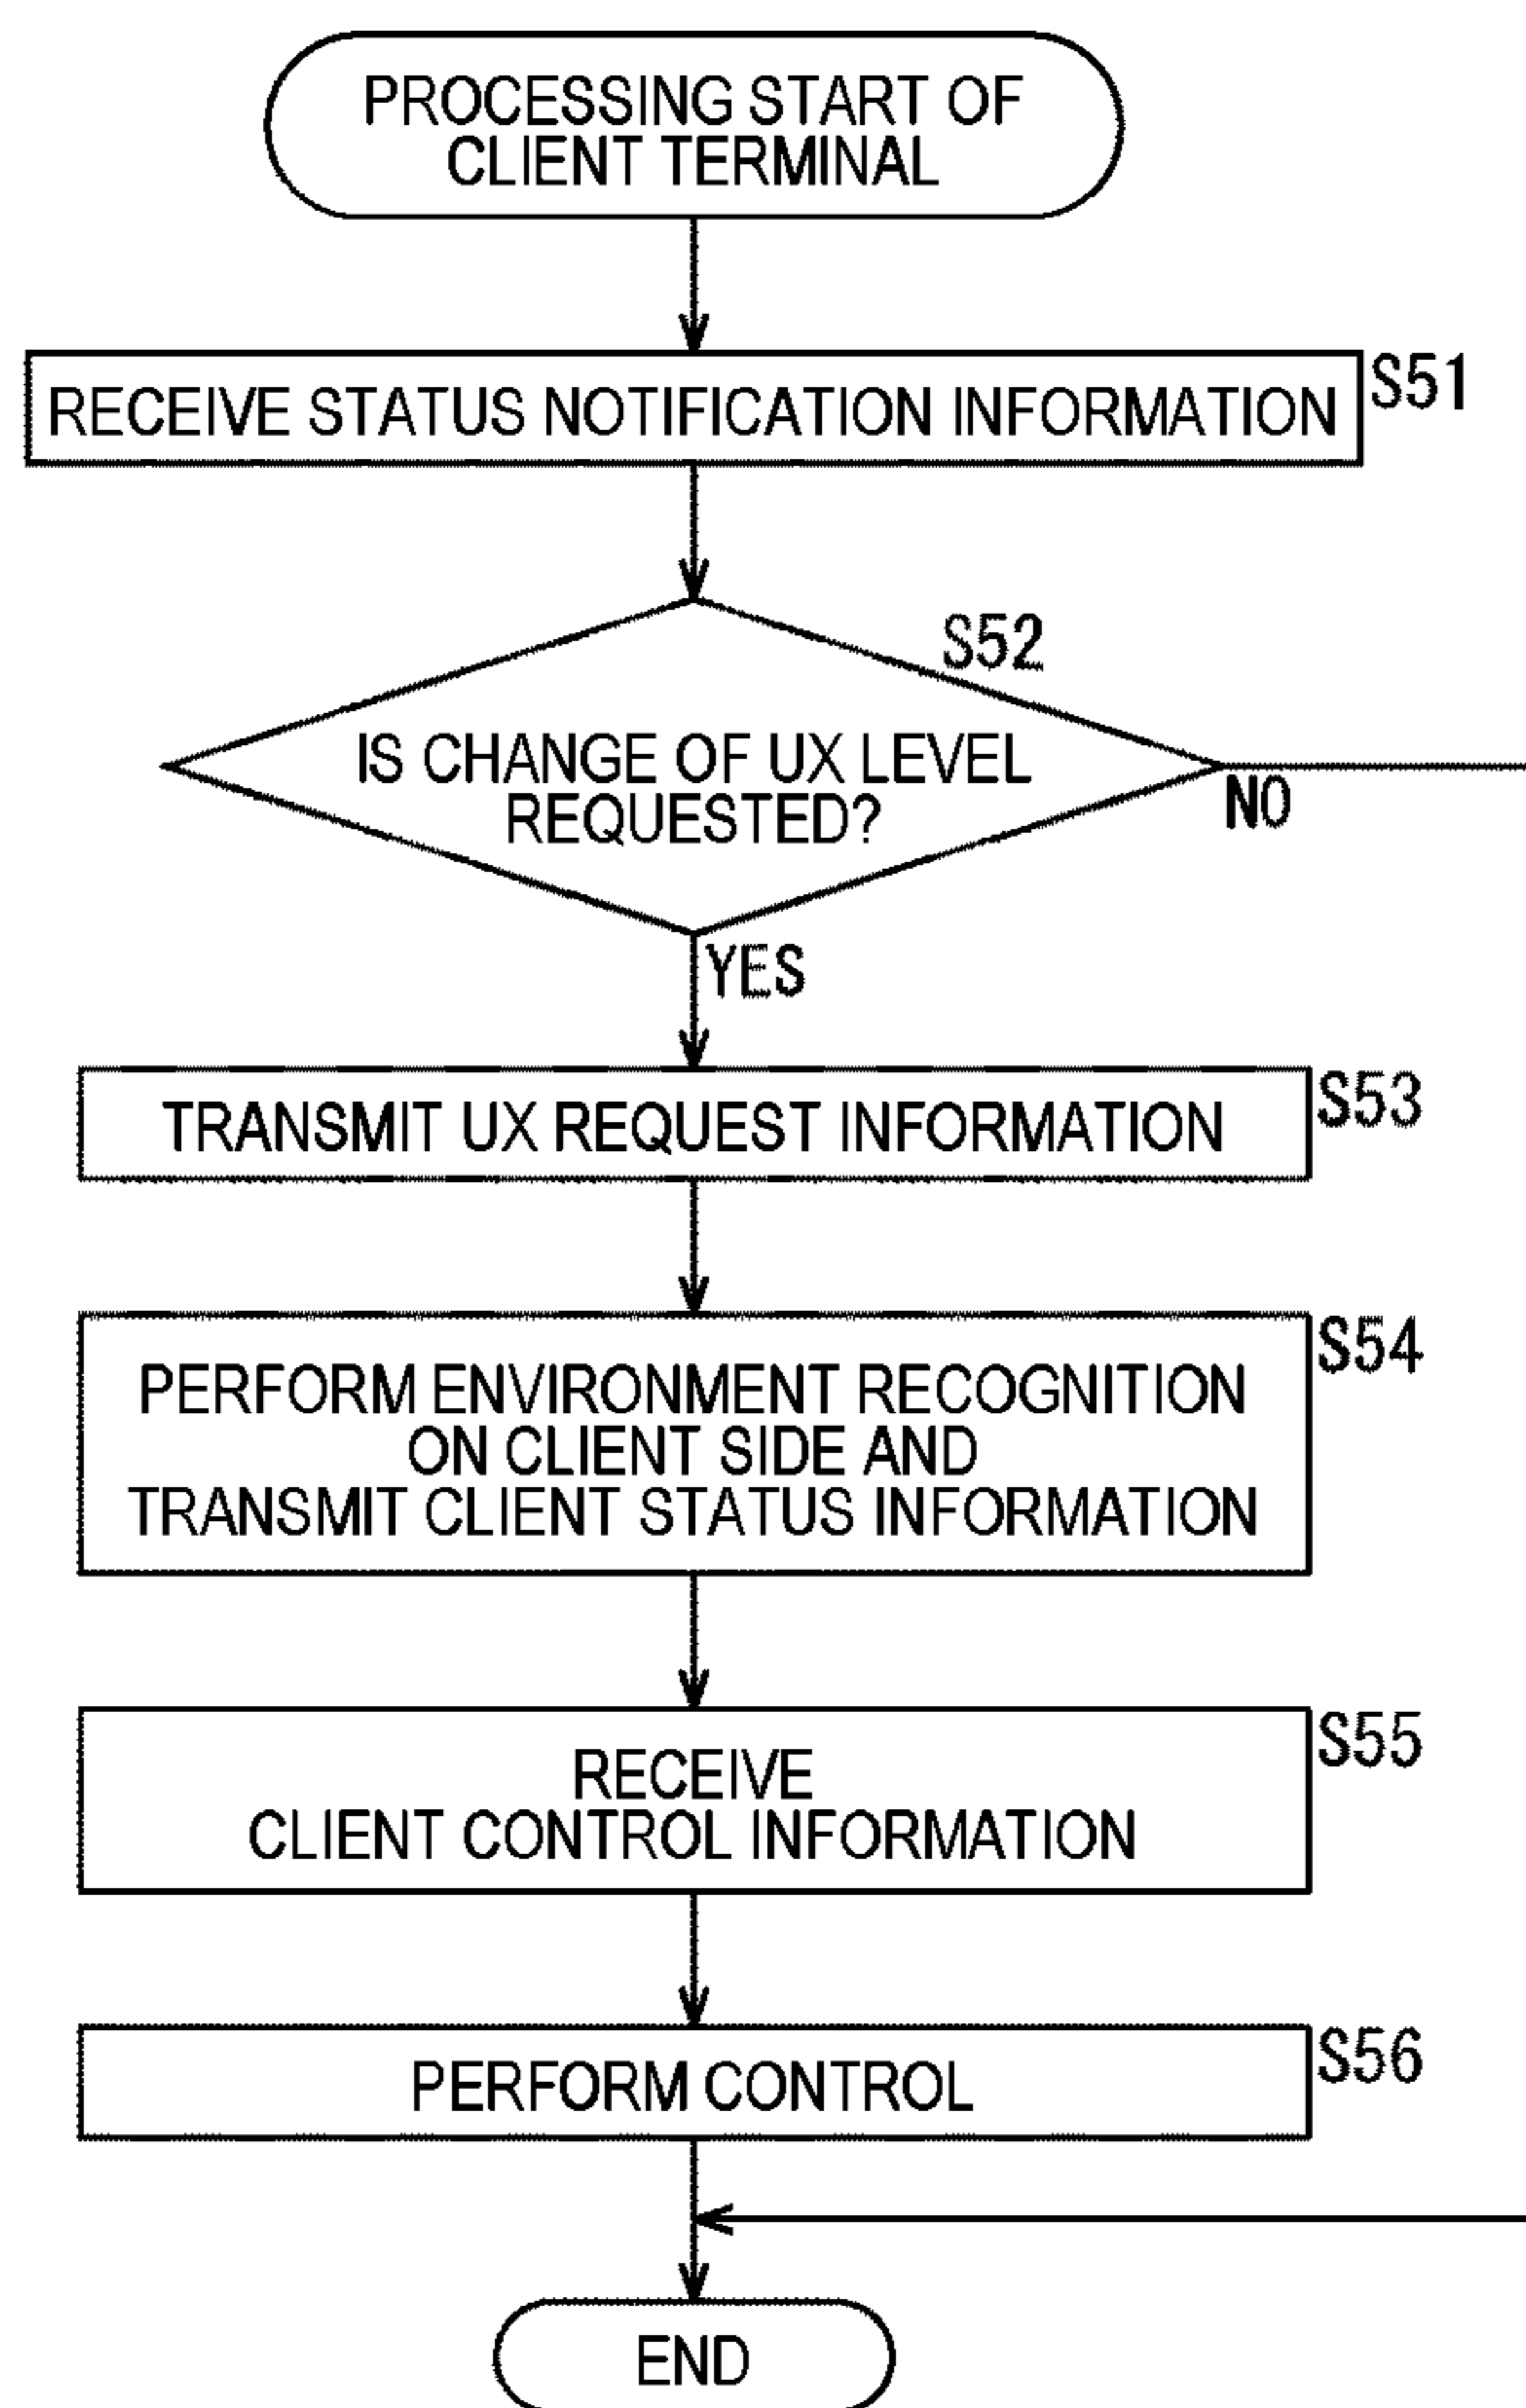 PROCESSING START OF
CLIENT TERMINAL
RECEIVE STATUS NOTIFICATION INFORMATION
S51
S52
IS CHANGE OF UX LEVEL
REQUESTED?
NO
YES
TRANSMIT UX REQUEST INFORMATION
S53
PERFORM ENVIRONMENT RECOGNITION
ON CLIENT SIDE AND
TRANSMIT CLIENT STATUS INFORMATION
S54
RECEIVE
CLIENT CONTROL INFORMATION
S55
PERFORM CONTROL
S56
END